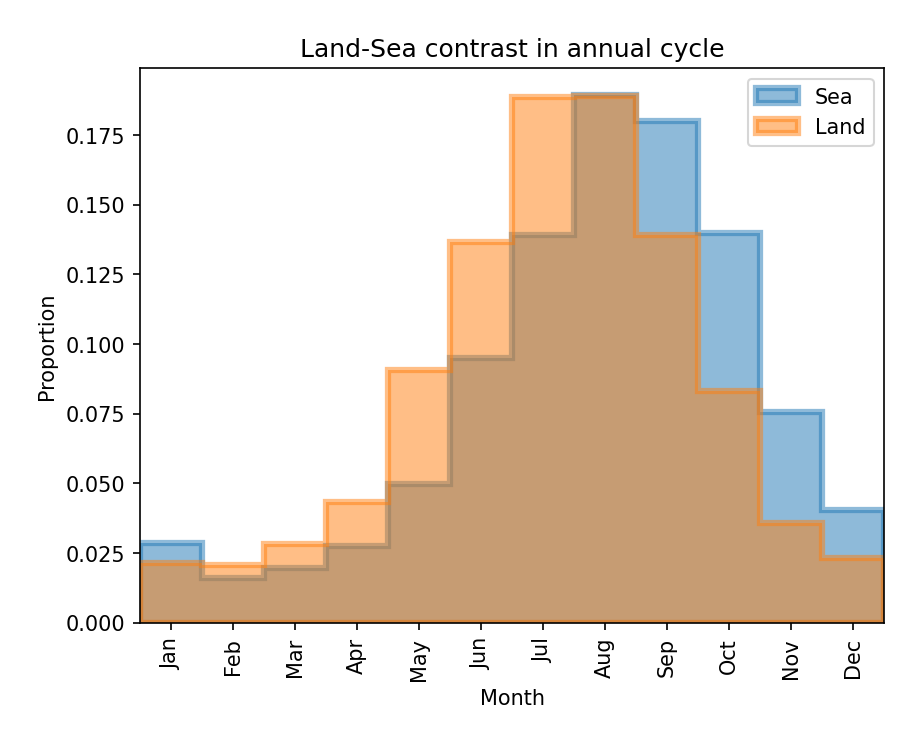 Land-Sea contrast in annual cycle
Sea
Land
Proportion
0.175
0.150
0.125
0.100
0.075
0.050
0.025
0.000
Jan
Feb
Mar
Apr
May
Jun
Jul
Aug
Sep
Oct
Nov
Dec
Month